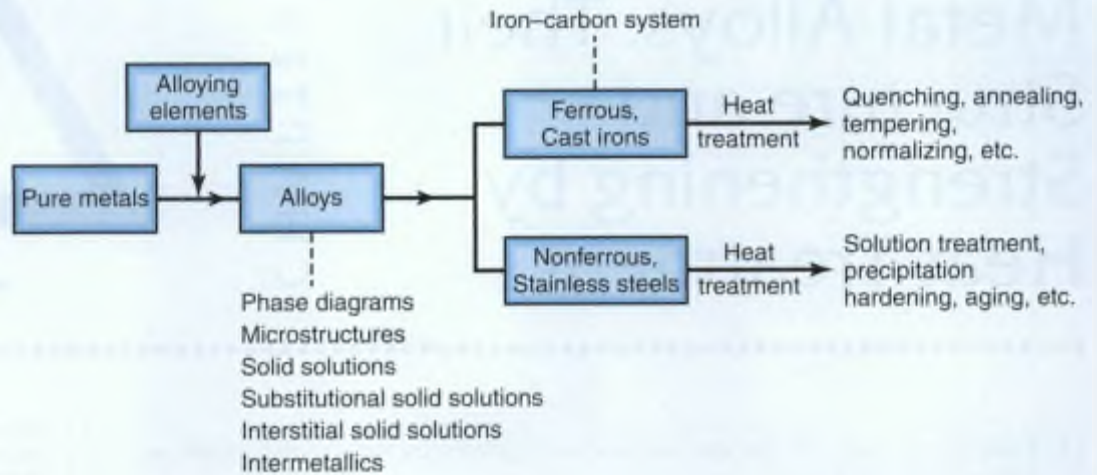 Iron–carbon system
Alloying
elements
Pure metals
Alloys
Ferrous,
Cast irons
Heat
treatment
Quenching, annealing,
tempering,
normalizing, etc.
Nonferrous,
Stainless steels
Heat
treatment
Solution treatment,
precipitation
hardening, aging, etc.
Phase diagrams
Microstructures
Solid solutions
Substitutional solid solutions
Interstitial solid solutions
Intermetallics